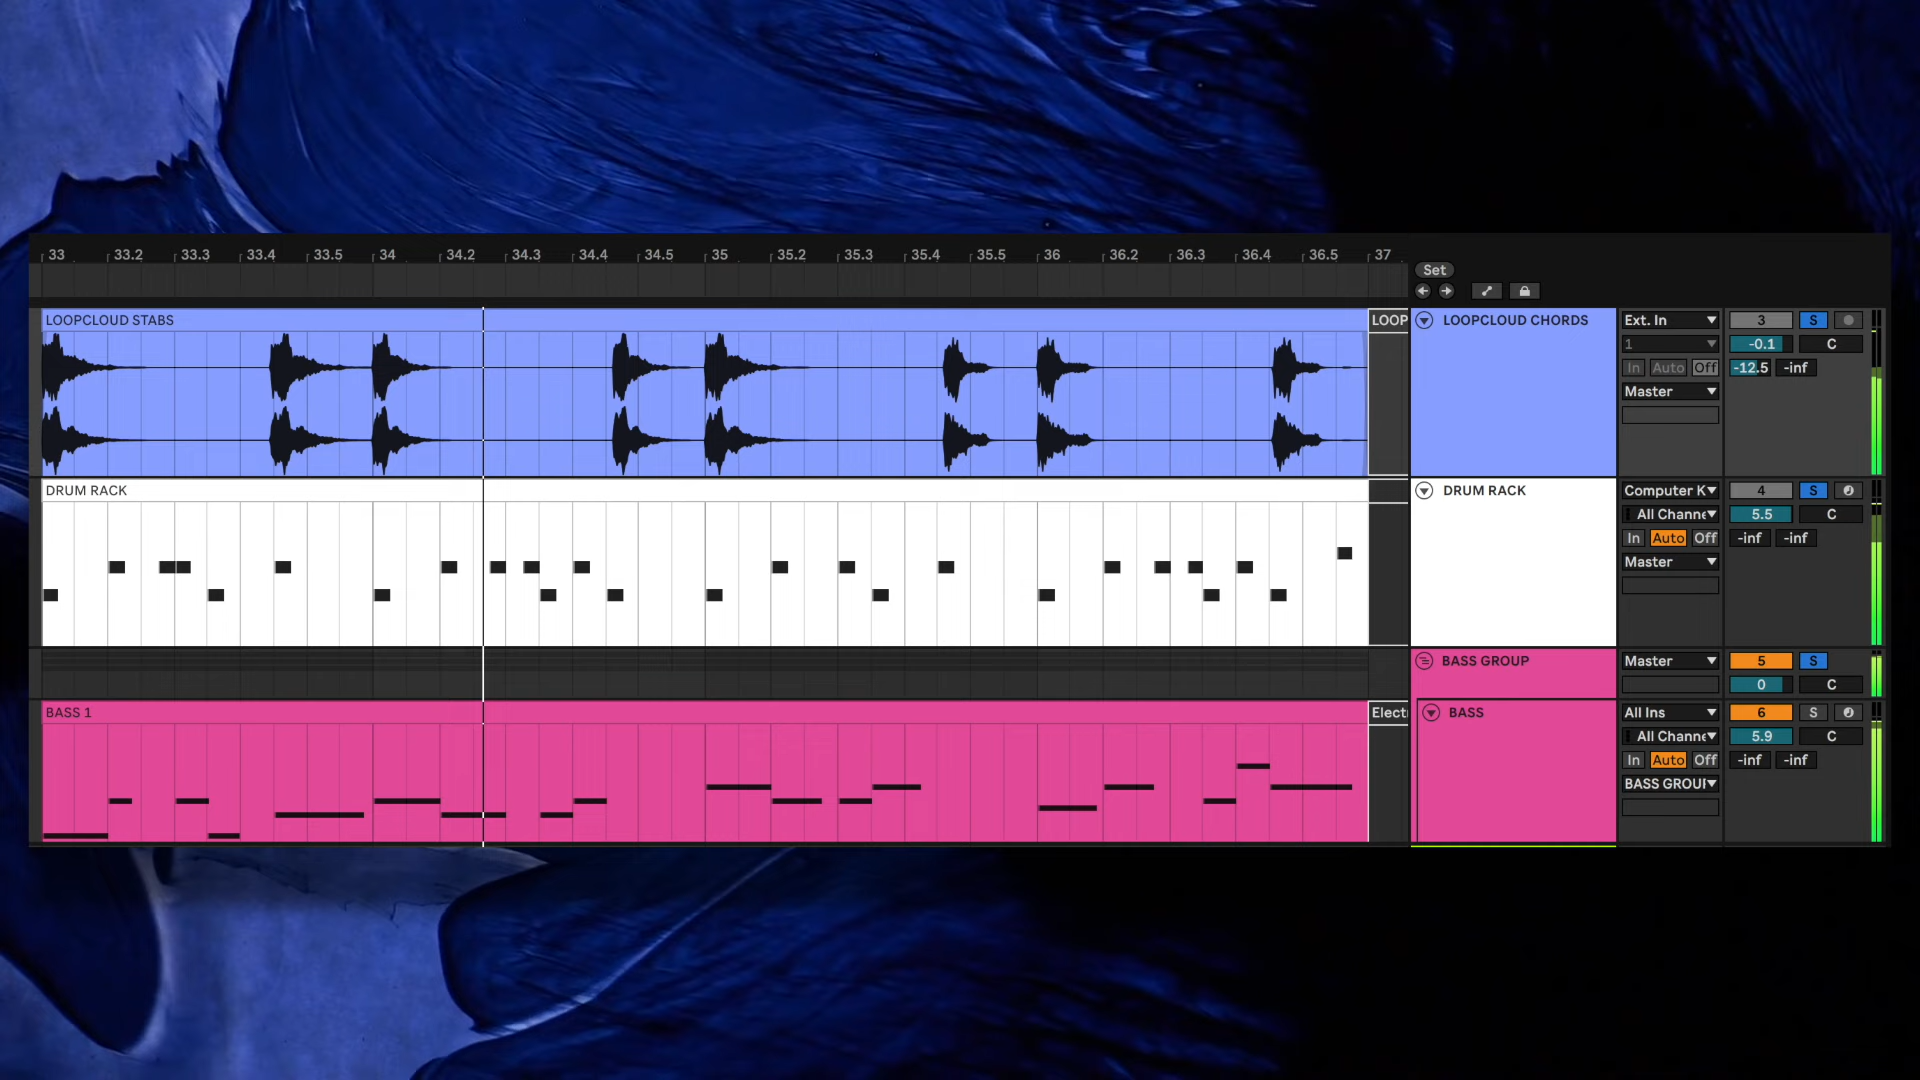 33 33.2 33.3 33.4 33.5 34 34.2 34.3 34.4 34.5 35 35.2 35.3 35.4 35.5 36 36.2 36.3 36.4 36.5 37
Set
LOOPCLOUD STABS
LOOP
LOOPCLOUD CHORDS
Ext. In
3
S
1
-0.1
C
In Auto Off
-12.5
-inf
Master
DRUM RACK
DRUM RACK
Computer K
4
S
All Channe
5.5
C
In Auto Off
-inf
-inf
Master
BASS GROUP
Master
5
S
0
C
BASS 1
Elect
BASS
All Ins
6
S
All Channe
5.9
C
In Auto Off
-inf
-inf
BASS GROU